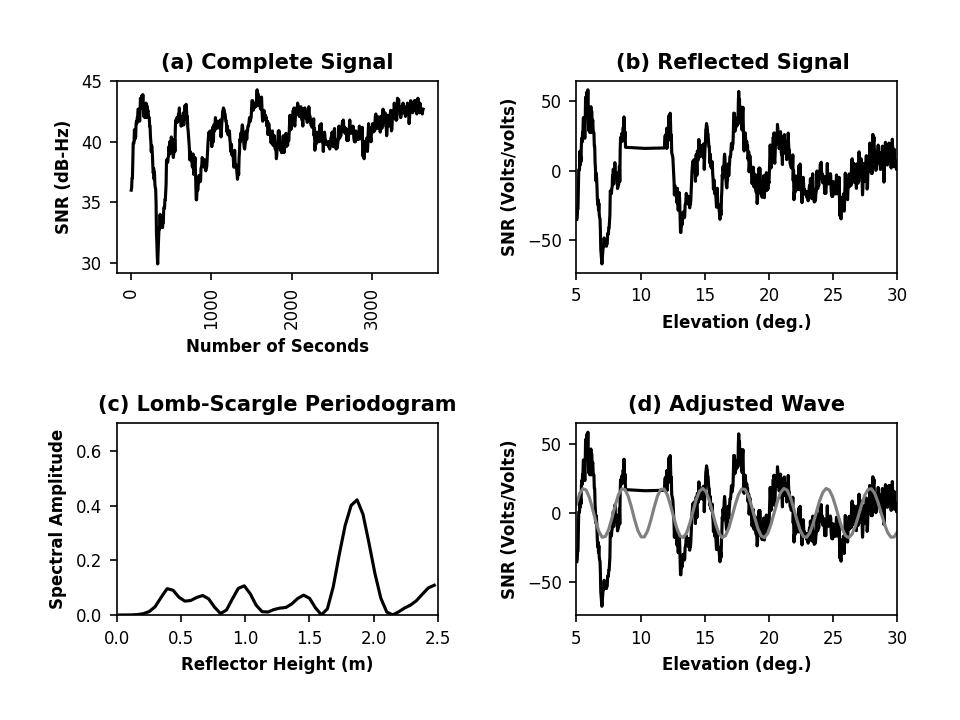 (a) Complete Signal
SNR (dB-Hz)
45
40
35
30
0
1000
2000
3000
Number of Seconds
(b) Reflected Signal
SNR (Volts/volts)
50
0
−50
5 10 15 20 25 30
Elevation (deg.)
(c) Lomb-Scargle Periodogram
Spectral Amplitude
0.6
0.4
0.2
0.0
0.0 0.5 1.0 1.5 2.0 2.5
Reflector Height (m)
(d) Adjusted Wave
SNR (Volts/Volts)
50
0
−50
5 10 15 20 25 30
Elevation (deg.)